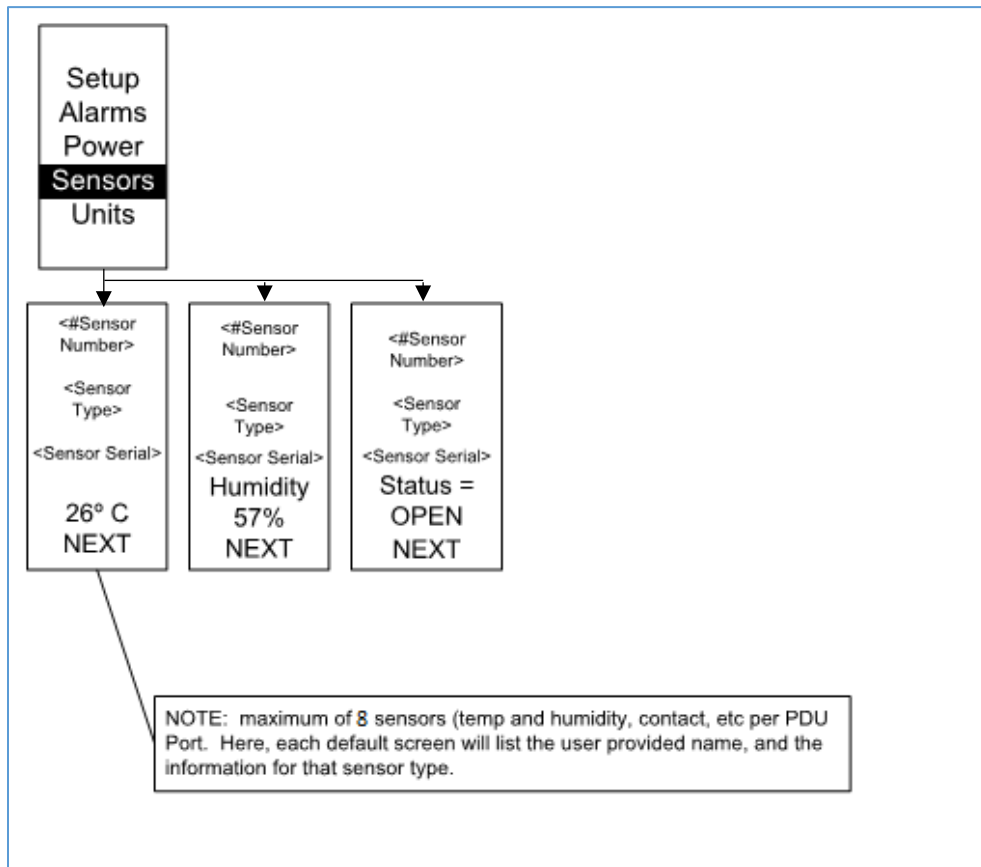 Setup
Alarms
Power
Sensors
Units
<#Sensor
Number>
<Sensor
Type>
<Sensor Serial>
26º C
NEXT
<#Sensor
Number>
<Sensor
Type>
<Sensor Serial>
Humidity
57%
NEXT
<#Sensor
Number>
<Sensor
Type>
<Sensor Serial>
Status =
OPEN
NEXT
NOTE:  maximum of 8 sensors (temp and humidity, contact, etc per PDU
Port.  Here, each default screen will list the user provided name, and the
information for that sensor type.